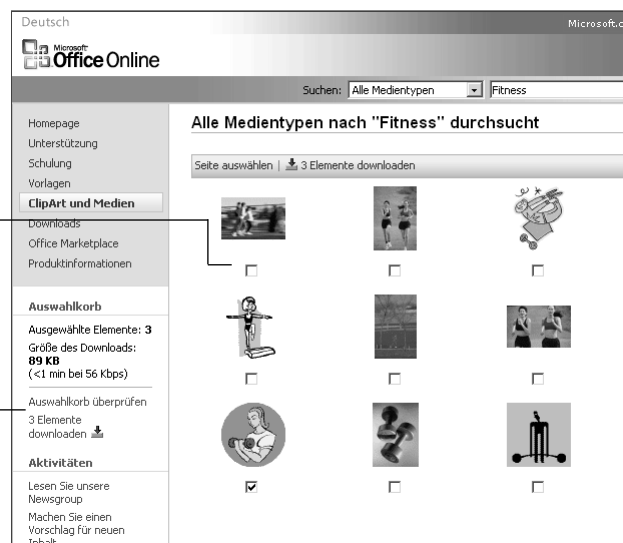 Deutsch
Microsoft.c
Microsoft
Office Online
Suchen: Alle Medientypen Fitness
Alle Medientypen nach "Fitness" durchsucht
Seite auswählen | 3 Elemente downloaden
Homepage
Unterstützung
Schulung
Vorlagen
ClipArt und Medien
Downloads
Office Marketplace
Produktinformationen
Auswahlkorb
Ausgewählte Elemente: 3
Größe des Downloads:
89 KB
(<1 min bei 56 Kbps)
Auswahlkorb überprüfen
3 Elemente
downloaden
Aktivitäten
Lesen Sie unsere
Newsgroup
Machen Sie einen
Vorschlag für neuen
Inhalt